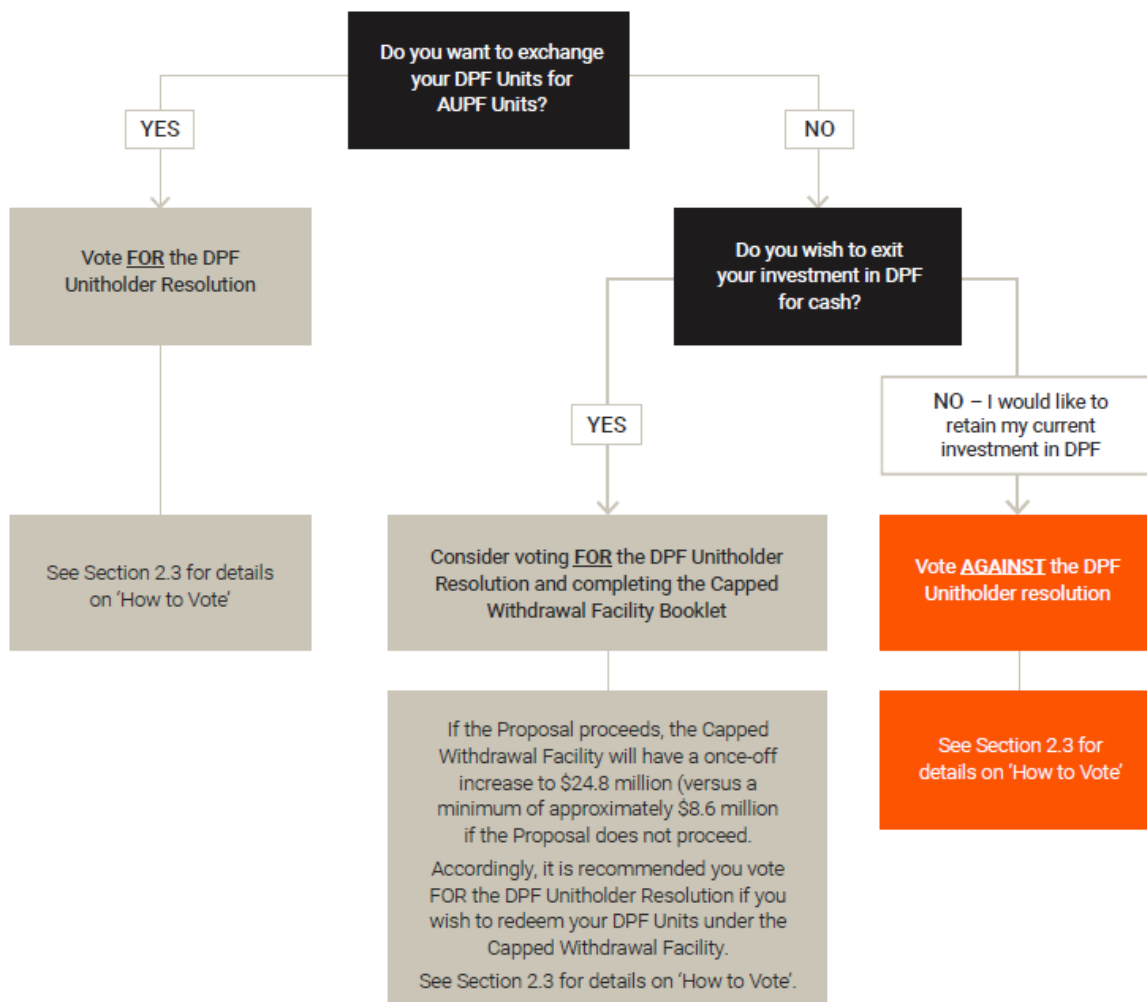 Do you want to exchange
your DPF Units for
AUPF Units?
YES
NO
Vote FOR the DPF
Unitholder Resolution
Do you wish to exit
your investment in DPF
for cash?
YES
NO – I would like to
retain my current
investment in DPF
See Section 2.3 for details
on ‘How to Vote’
Consider voting FOR the DPF Unitholder
Resolution and completing the Capped
Withdrawal Facility Booklet
Vote AGAINST the DPF
Unitholder resolution
If the Proposal proceeds, the Capped
Withdrawal Facility will have a once-off
increase to $24.8 million (versus a
minimum of approximately $8.6 million
if the Proposal does not proceed.
Accordingly, it is recommended you vote
FOR the DPF Unitholder Resolution if you
wish to redeem your DPF Units under the
Capped Withdrawal Facility.
See Section 2.3 for details on ‘How to Vote’.
See Section 2.3 for
details on ‘How to Vote’